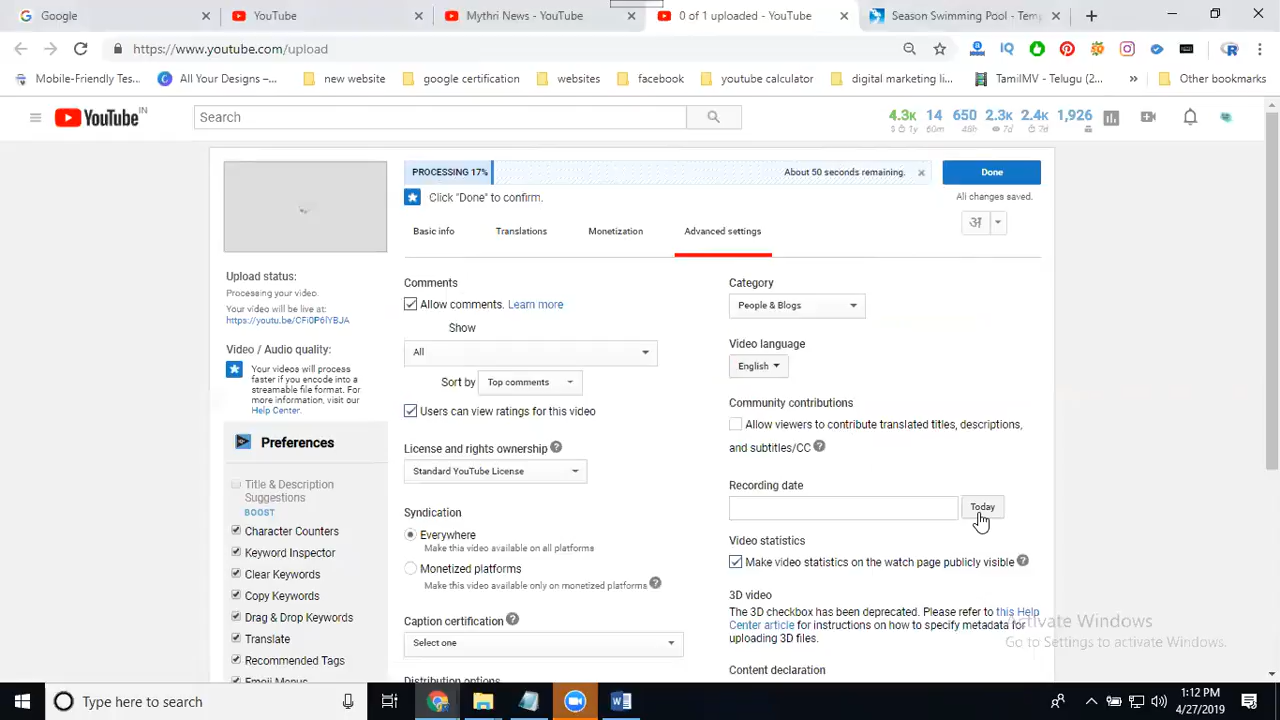 Google
YouTube
Mythri News - YouTube
0 of 1 uploaded - YouTube
Season Swimming Pool - Temp
https://www.youtube.com/upload
Mobile-Friendly Tes...
All Your Designs –...
new website
google certification
websites
facebook
youtube calculator
digital marketing li...
TamilMV - Telugu (2...
Other bookmarks
YouTube IN
Search
4.3K 14 650 2.3K 2.4K 1,926
1y 60m 48h 7d 7d
PROCESSING 17%
About 50 seconds remaining.
Done
Click "Done" to confirm.
All changes saved.
अ
Basic info
Translations
Monetization
Advanced settings
Upload status:
Processing your video.
Your video will be live at:
https://youtu.be/CFi0P6iYBJA
Video / Audio quality:
Your videos will process
faster if you encode into a
streamable file format. For
more information, visit our
Help Center.
Preferences
Title & Description
Suggestions
BOOST
Character Counters
Keyword Inspector
Clear Keywords
Copy Keywords
Drag & Drop Keywords
Translate
Recommended Tags
Emoji Menus
Comments
Allow comments. Learn more
Show
All
Sort by Top comments
Users can view ratings for this video
License and rights ownership
Standard YouTube License
Syndication
Everywhere
Make this video available on all platforms
Monetized platforms
Make this video available only on monetized platforms
Caption certification
Select one
Distribution options
Category
People & Blogs
Video language
English
Community contributions
Allow viewers to contribute translated titles, descriptions,
and subtitles/CC
Recording date
Today
Video statistics
Make video statistics on the watch page publicly visible
3D video
The 3D checkbox has been deprecated. Please refer to this Help
Center article for instructions on how to specify metadata for
uploading 3D files.
Content declaration
Activate Windows
Go to Settings to activate Windows.
Type here to search
1:12 PM
4/27/2019